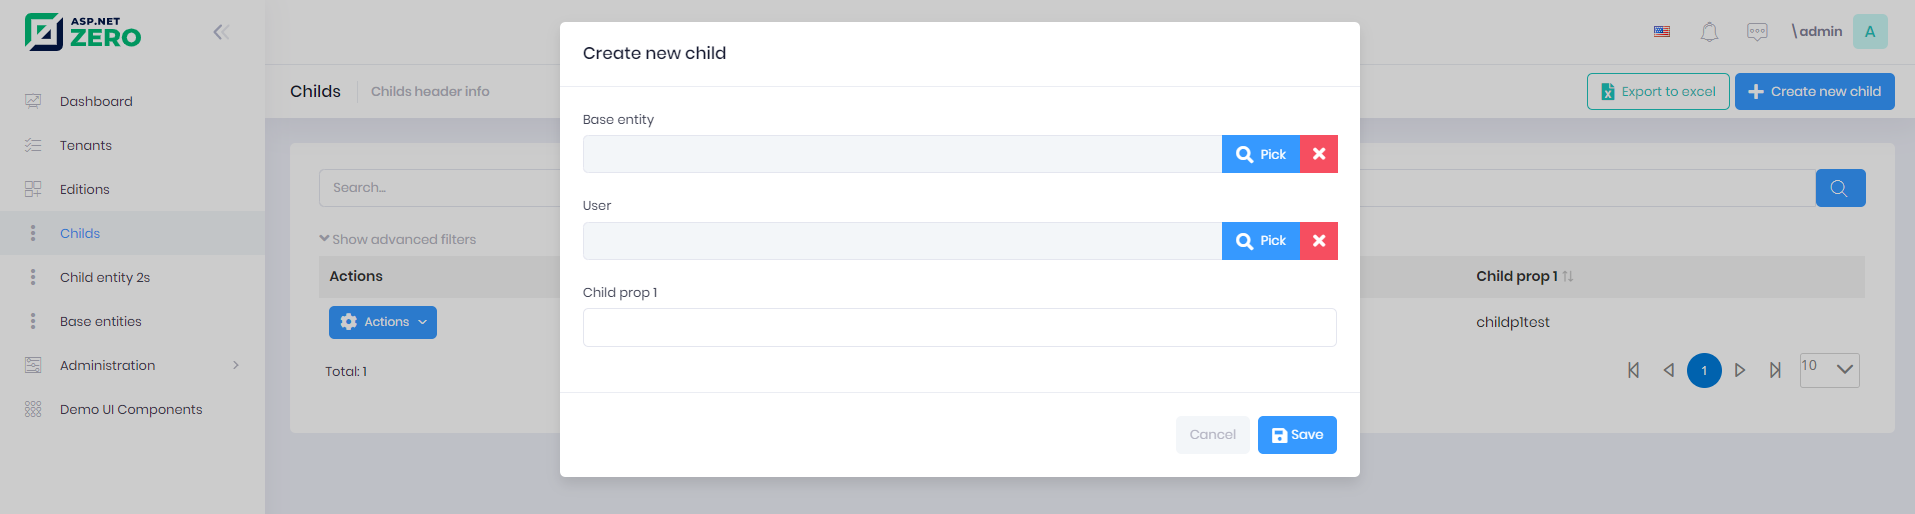 ASP.NET
ZERO
\admin
A
Childs
Childs header info
Export to excel
Create new child
Dashboard
Tenants
Editions
Childs
Child entity 2s
Base entities
Administration
Demo UI Components
Search...
Show advanced filters
Actions
Child prop 1
Actions
childp1test
Total: 1
1
10
Create new child
Base entity
Pick
User
Pick
Child prop 1
Cancel
Save